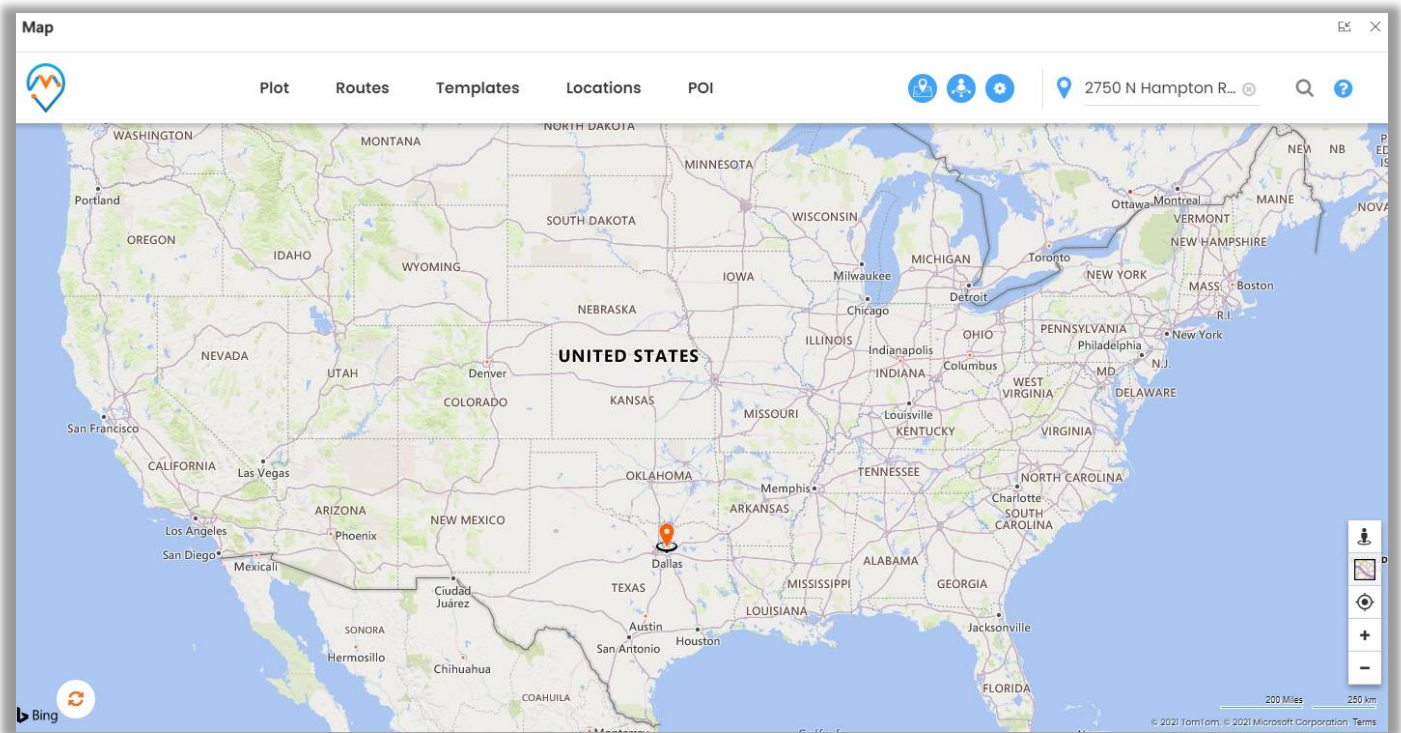 Map
Plot Routes Templates Locations POI 2750 N Hampton R...
WASHINGTON
MONTANA
NORTH DAKOTA
MINNESOTA
NEW
NB
Portland
Ottawa
Montreal
MAINE
VERMONT
SOUTH DAKOTA
WISCONSIN
OREGON
IDAHO
NEW HAMPSHIRE
WYOMING
MICHIGAN
Toronto
IOWA
Milwaukee
NEW YORK
MASS.
Boston
Detroit
NEBRASKA
Chicago
R.I.
ILLINOIS
OHIO
PENNSYLVANIA
New York
UNITED STATES
NEVADA
Indianapolis
Philadelphia
UTAH
Denver
INDIANA
Columbus
MD.
N.J.
WEST
VIRGINIA
DELAWARE
COLORADO
KANSAS
MISSOURI
Louisville
San Francisco
KENTUCKY
VIRGINIA
CALIFORNIA
Las Vegas
OKLAHOMA
TENNESSEE
NORTH CAROLINA
Memphis
Charlotte
ARIZONA
NEW MEXICO
ARKANSAS
SOUTH
CAROLINA
Los Angeles
Phoenix
San Diego
Mexicali
Dallas
ALABAMA
Ciudad
Juárez
TEXAS
MISSISSIPPI
GEORGIA
LOUISIANA
SONORA
Austin
Jacksonville
San Antonio
Houston
Hermosillo
Chihuahua
COAHUILA
FLORIDA
200 Miles 250 km
Bing
© 2021 TomTom, © 2021 Microsoft Corporation Terms